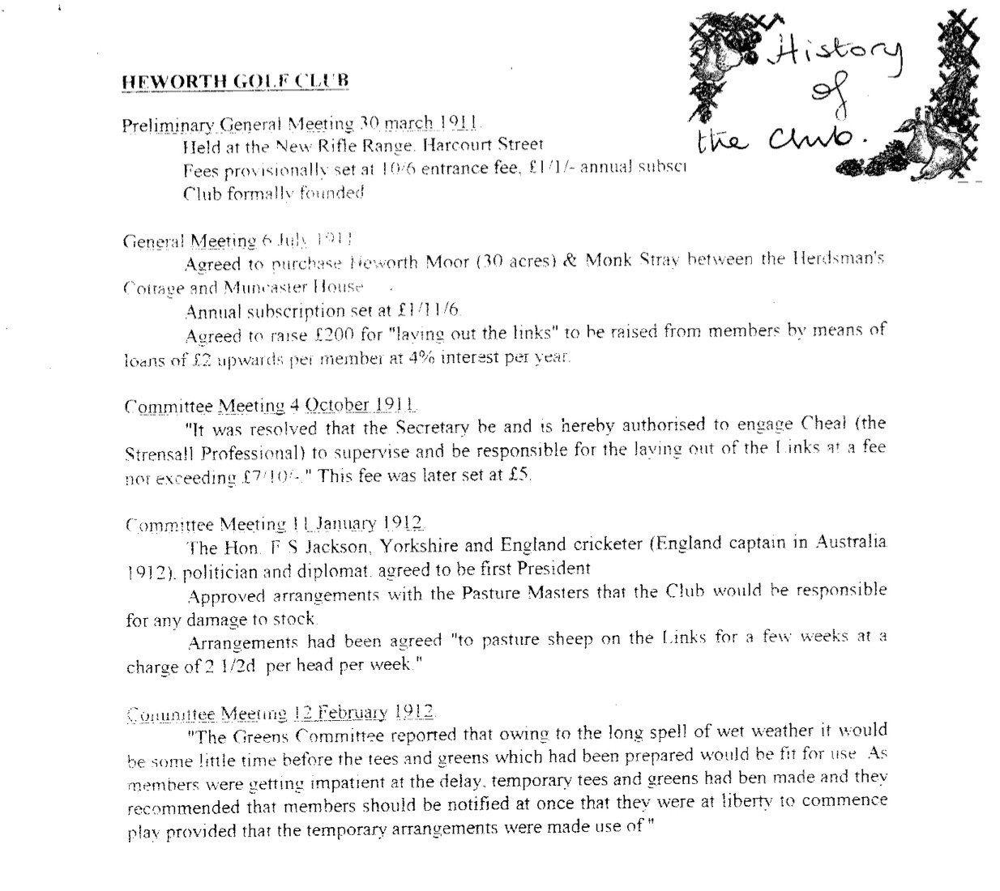 History
of
the Club.
HEWORTH GOLF CLUB
Preliminary General Meeting 30 march 1911
Held at the New Rifle Range. Harcourt Street
Fees provisionally set at 10/6 entrance fee, £1/1/- annual subsci
Club formally founded
General Meeting 6 July 1911
Agreed to purchase Heworth Moor (30 acres) & Monk Stray between the Herdsman's
Cottage and Muncaster House
Annual subscription set at £1/11/6.
Agreed to raise £200 for "laying out the links" to be raised from members by means of
loans of £2 upwards per member at 4% interest per year.
Committee Meeting 4 October 1911
"It was resolved that the Secretary be and is hereby authorised to engage Cheal (the
Strensall Professional) to supervise and be responsible for the laying out of the Links at a fee
not exceeding £7/10/-." This fee was later set at £5.
Committee Meeting 11 January 1912
The Hon. F S Jackson, Yorkshire and England cricketer (England captain in Australia
1912), politician and diplomat, agreed to be first President
Approved arrangements with the Pasture Masters that the Club would be responsible
for any damage to stock.
Arrangements had been agreed "to pasture sheep on the Links for a few weeks at a
charge of 2 1/2d per head per week."
Committee Meeting 12 February 1912
"The Greens Committee reported that owing to the long spell of wet weather it would
be some little time before the tees and greens which had been prepared would be fit for use. As
members were getting impatient at the delay, temporary tees and greens had ben made and they
recommended that members should be notified at once that they were at liberty to commence
play provided that the temporary arrangements were made use of"